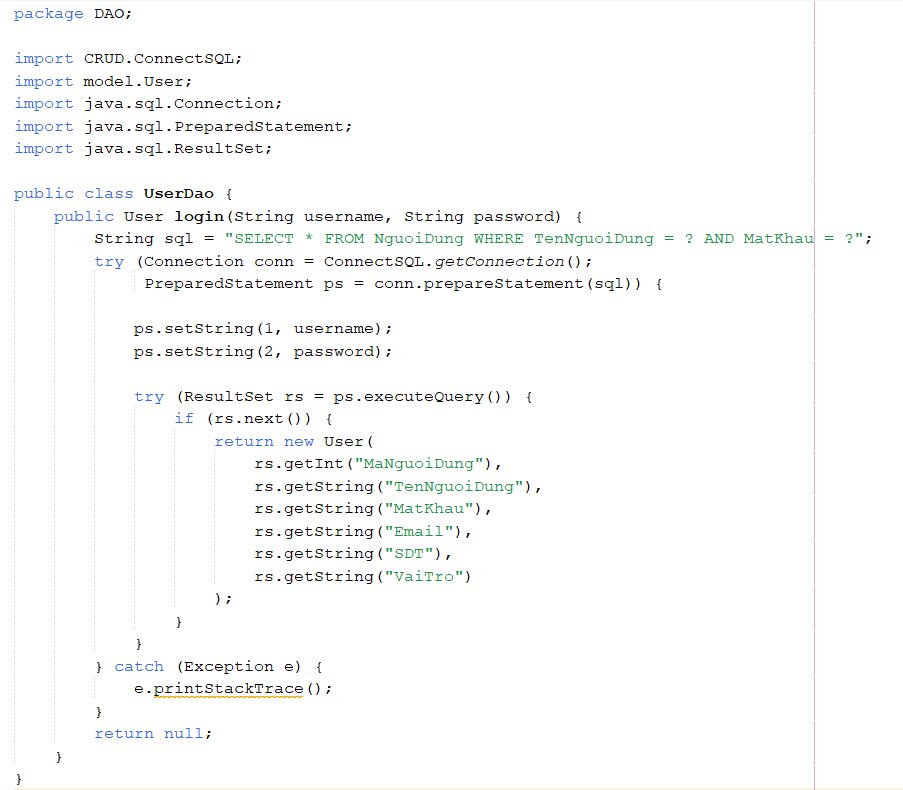 package DAO;

import CRUD.ConnectSQL;
import model.User;
import java.sql.Connection;
import java.sql.PreparedStatement;
import java.sql.ResultSet;

public class UserDao {
    public User login(String username, String password) {
        String sql = "SELECT * FROM NguoiDung WHERE TenNguoiDung = ? AND MatKhau = ?";
        try (Connection conn = ConnectSQL.getConnection();
             PreparedStatement ps = conn.prepareStatement(sql)) {

            ps.setString(1, username);
            ps.setString(2, password);

            try (ResultSet rs = ps.executeQuery()) {
                if (rs.next()) {
                    return new User(
                        rs.getInt("MaNguoiDung"),
                        rs.getString("TenNguoiDung"),
                        rs.getString("MatKhau"),
                        rs.getString("Email"),
                        rs.getString("SDT"),
                        rs.getString("VaiTro")
                    );
                }
            }
        } catch (Exception e) {
            e.printStackTrace();
        }
        return null;
    }
}